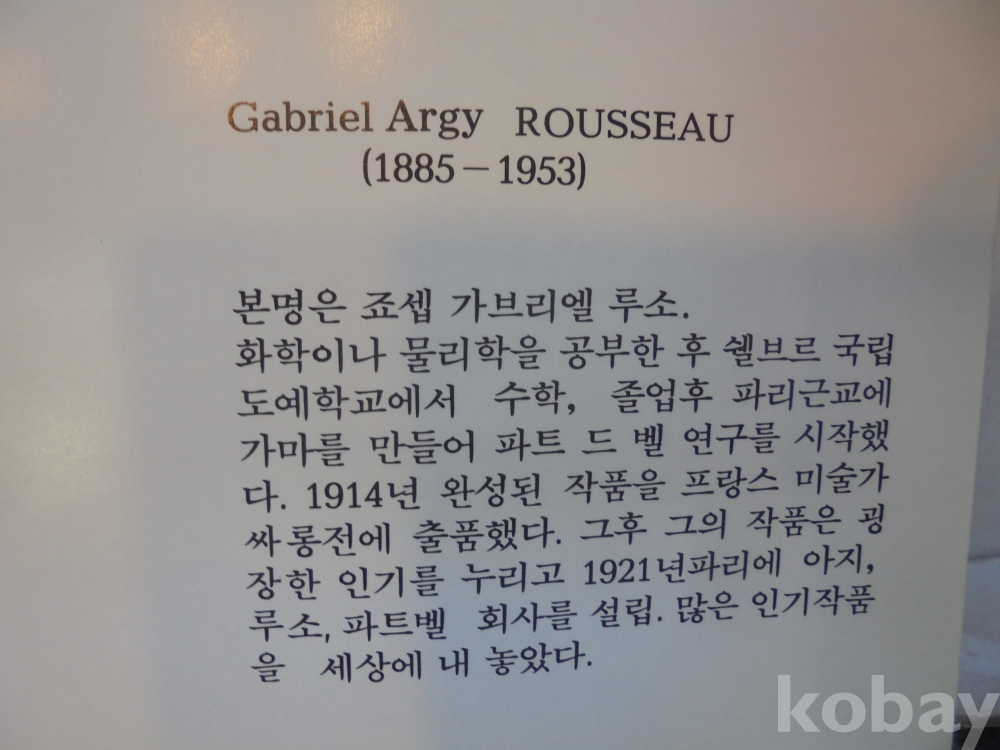 Gabriel Argy ROUSSEAU
(1885 – 1953)
본명은 죠셉 가브리엘 루소.
화학이나 물리학을 공부한 후 쉘브르 국립
도예학교에서 수학, 졸업후 파리근교에
가마를 만들어 파트 드 벨 연구를 시작했
다. 1914년 완성된 작품을 프랑스 미술가
싸롱전에 출품했다. 그후 그의 작품은 굉
장한 인기를 누리고 1921년파리에 아지,
루소, 파트벨 회사를 설립. 많은 인기작품
을 세상에 내 놓았다.
kobay